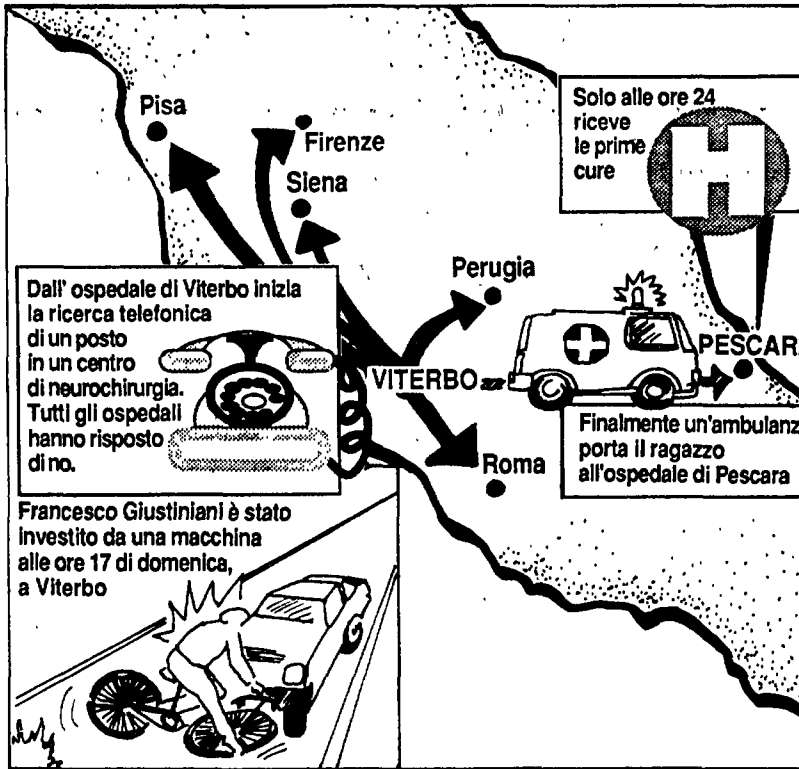 Pisa
Firenze
Siena
Solo alle ore 24
riceve
le prime
cure
H
Perugia
Dall' ospedale di Viterbo inizia
la ricerca telefonica
di un posto
in un centro
di neurochirurgia.
Tutti gli ospedali
hanno risposto
di no.
VITERBO
PESCAR
Roma
Finalmente un'ambulanz
porta il ragazzo
all'ospedale di Pescara
Francesco Giustiniani è stato
investito da una macchina
alle ore 17 di domenica,
a Viterbo